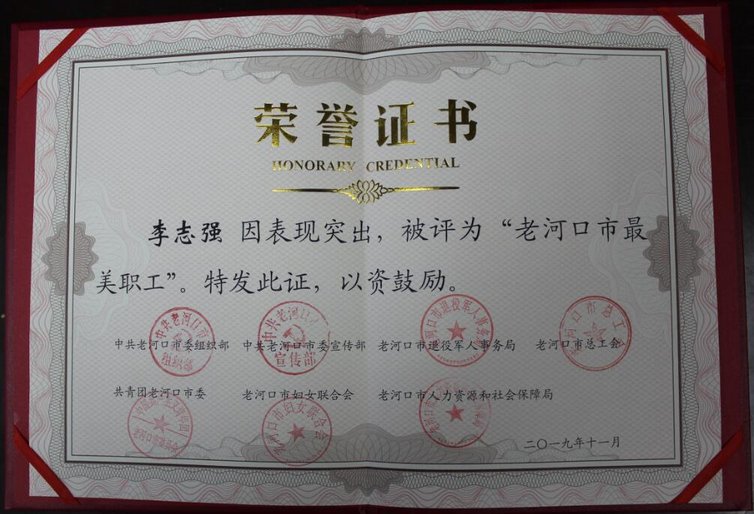 荣誉证书
HONORARY CREDENTIAL
李志强 因表现突出，被评为“老河口市最
美职工”。特发此证，以资鼓励。
中共老河口市委组织部 中共老河口市委宣传部 老河口市退役军人事务局 老河口市总工会
共青团老河口市委 老河口市妇女联合会 老河口市人力资源和社会保障局
二〇一九年十一月